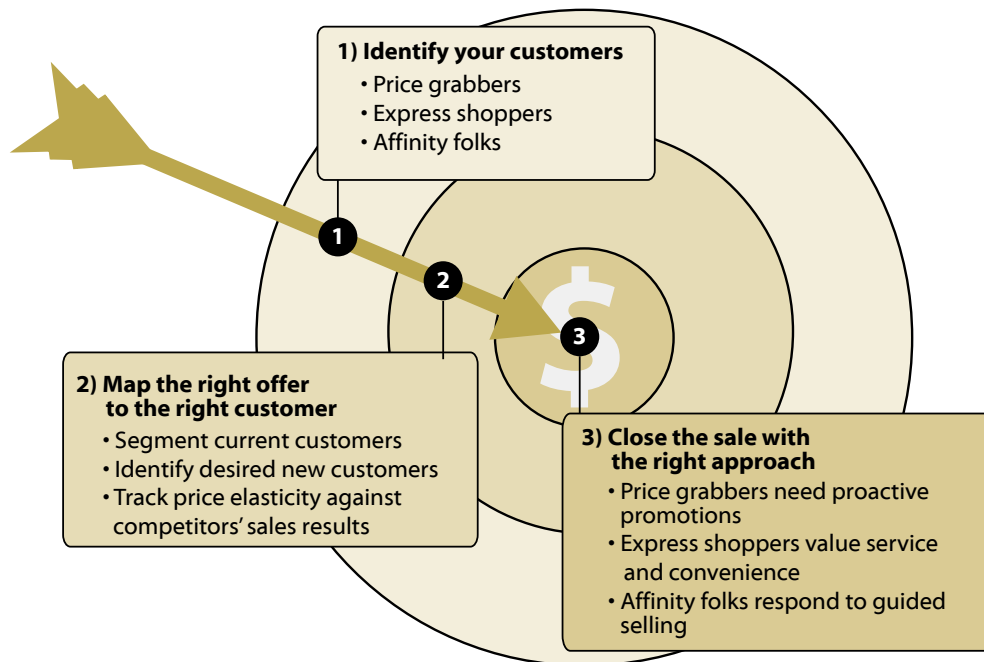 1) Identify your customers
• Price grabbers
• Express shoppers
• Affinity folks
1
2
$
3
2) Map the right offer
to the right customer
• Segment current customers
• Identify desired new customers
• Track price elasticity against
competitors’ sales results
3) Close the sale with
the right approach
• Price grabbers need proactive
promotions
• Express shoppers value service
and convenience
• Affinity folks respond to guided
selling